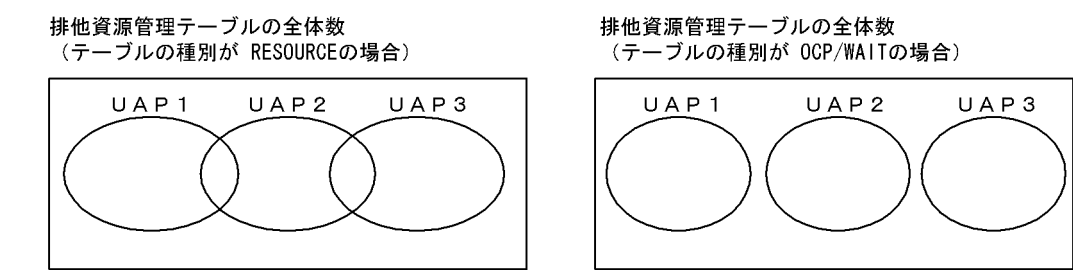 排他資源管理テーブルの全体数
(テーブルの種別が RESOURCEの場合)
UAP1 UAP2 UAP3
排他資源管理テーブルの全体数
(テーブルの種別が OCP/WAITの場合)
UAP1 UAP2 UAP3